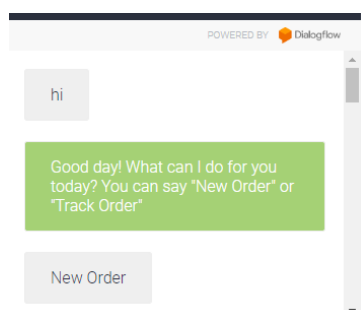 POWERED BY Dialogflow
hi
Good day! What can I do for you
today? You can say "New Order" or
"Track Order"
New Order